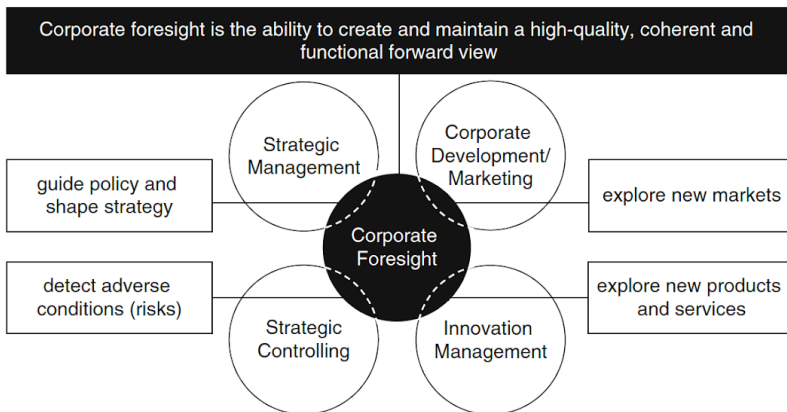 Corporate foresight is the ability to create and maintain a high-quality, coherent and
functional forward view
Strategic
Management
Corporate
Development/
Marketing
guide policy and
shape strategy
explore new markets
Corporate
Foresight
detect adverse
conditions (risks)
explore new products
and services
Strategic
Controlling
Innovation
Management